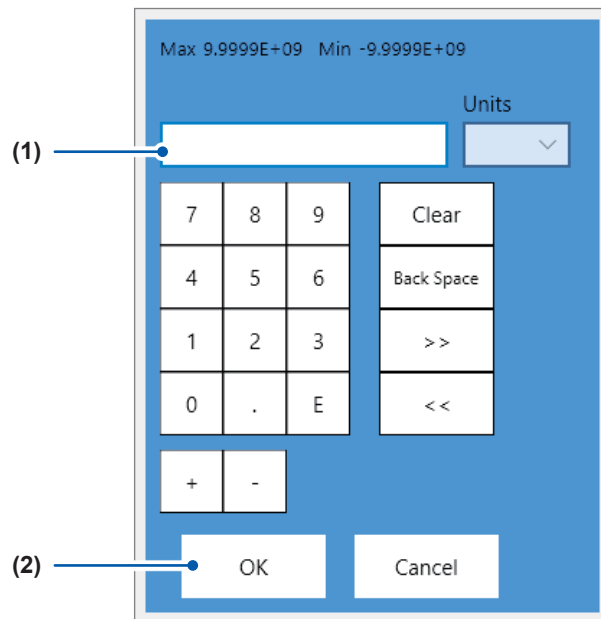 Max 9.9999E+09 Min -9.9999E+09
Units
(1)
7 8 9 Clear
4 5 6 Back Space
1 2 3 >>
0 . E <<
+ -
(2) OK Cancel